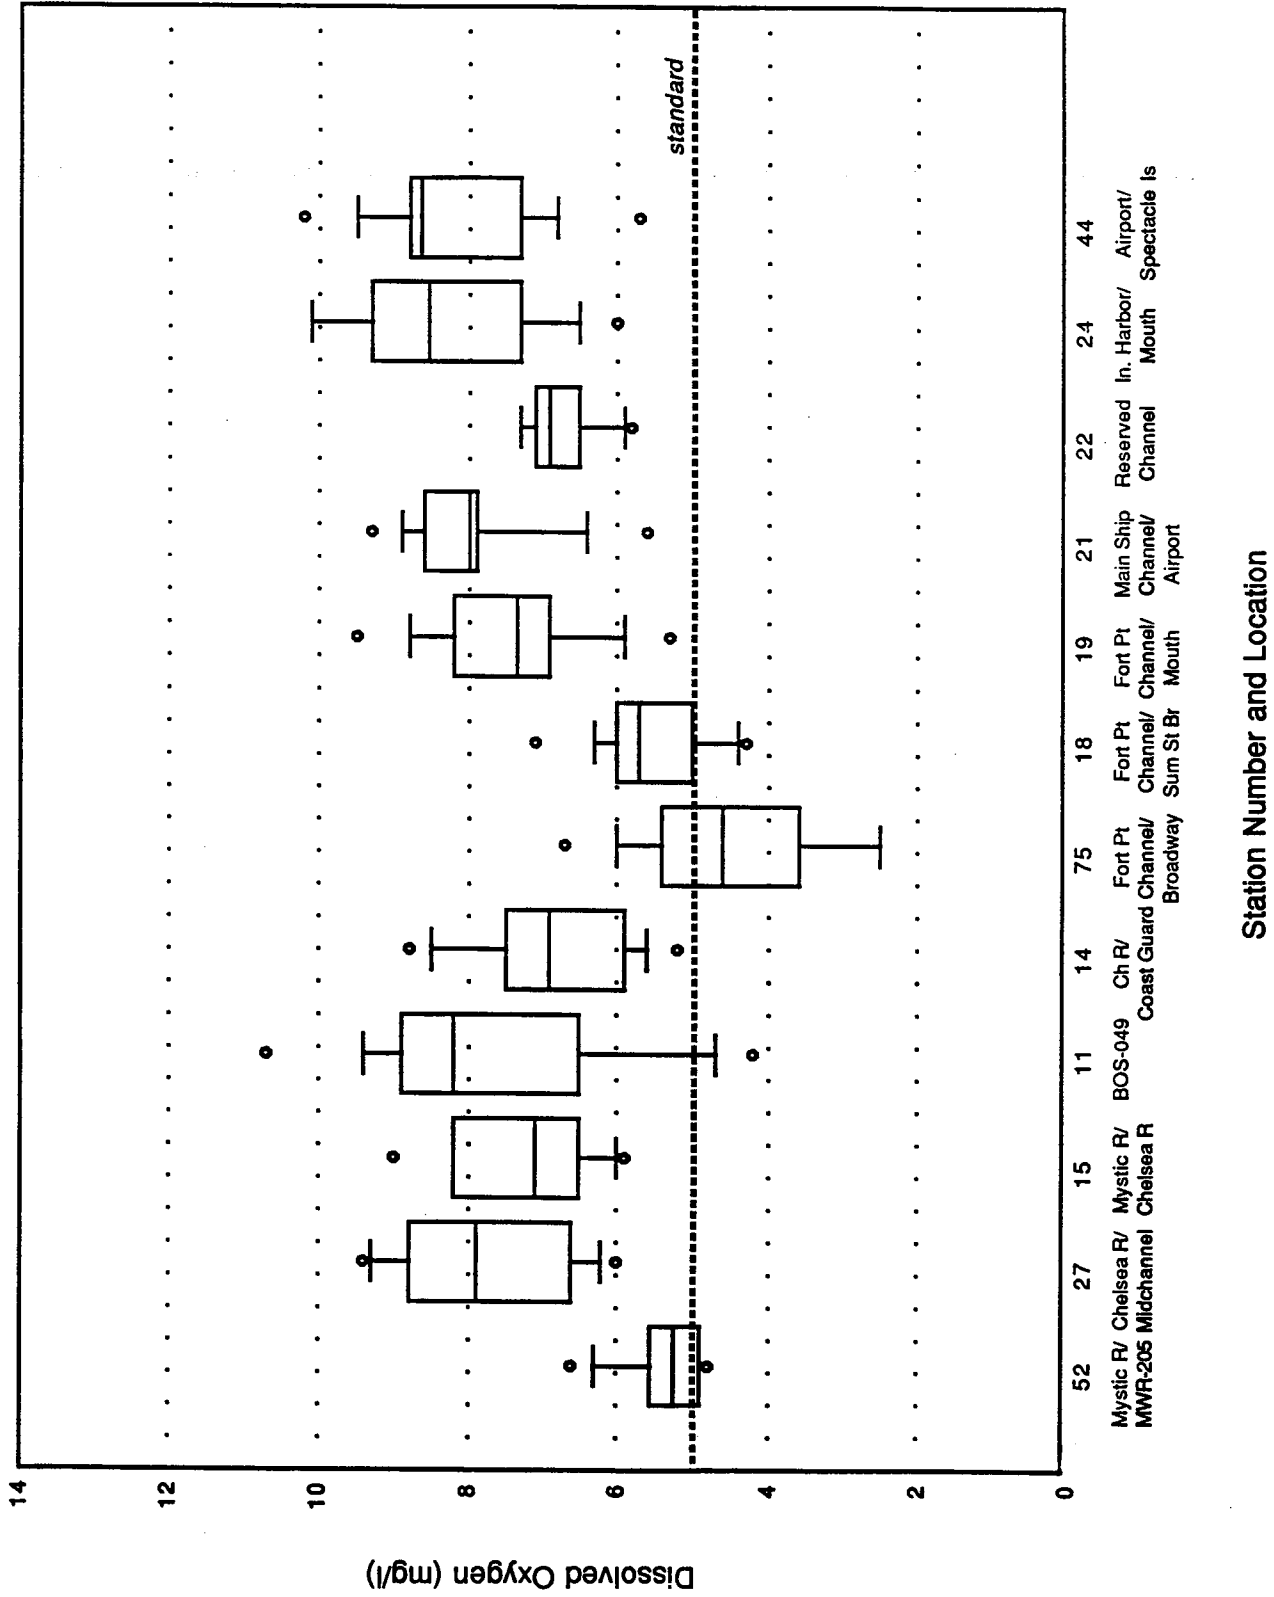 Dissolved Oxygen (mg/l)
14
12
10
8
6
4
2
0
standard
52 27 15 11 14 75 18 19 21 22 24 44
Mystic R/ Chelsea R/ Mystic R/ BOS-049 Ch R/ Fort Pt Fort Pt Fort Pt Main Ship Reserved In. Harbor/ Airport/
MWR-205 Midchannel Chelsea R Coast Guard Channel/ Channel/ Channel/ Channel/ Channel Mouth Spectacle Is
Broadway Sum St Br Mouth Airport
Station Number and Location